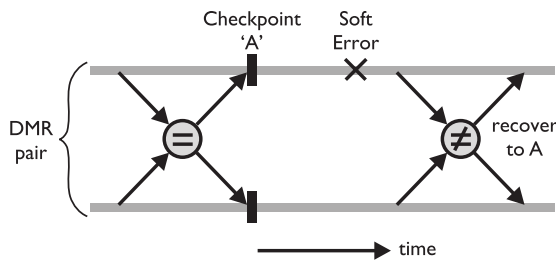 Checkpoint
‘A’
Soft
Error
DMR
pair
=
≠
recover
to A
time